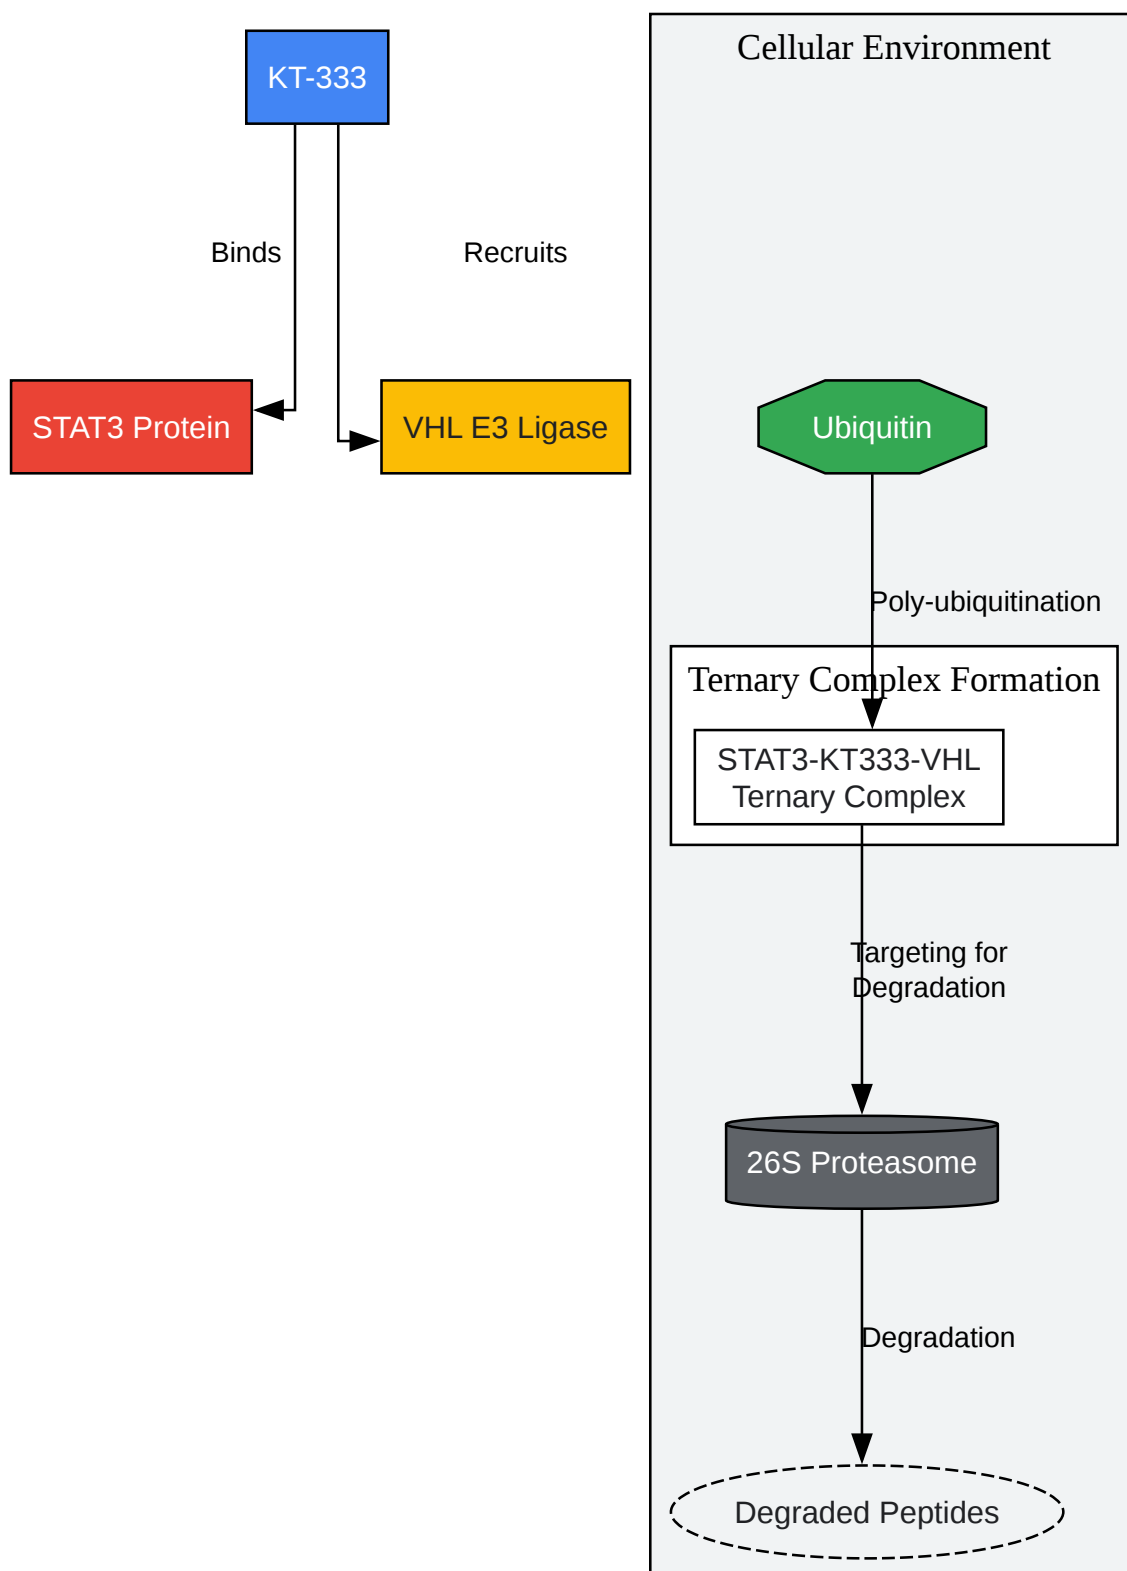 Cellular Environment
KT-333
Binds
Recruits
STAT3 Protein
VHL E3 Ligase
Ubiquitin
Poly-ubiquitination
Ternary Complex Formation
STAT3-KT333-VHL
Ternary Complex
Targeting for
Degradation
26S Proteasome
Degradation
Degraded Peptides